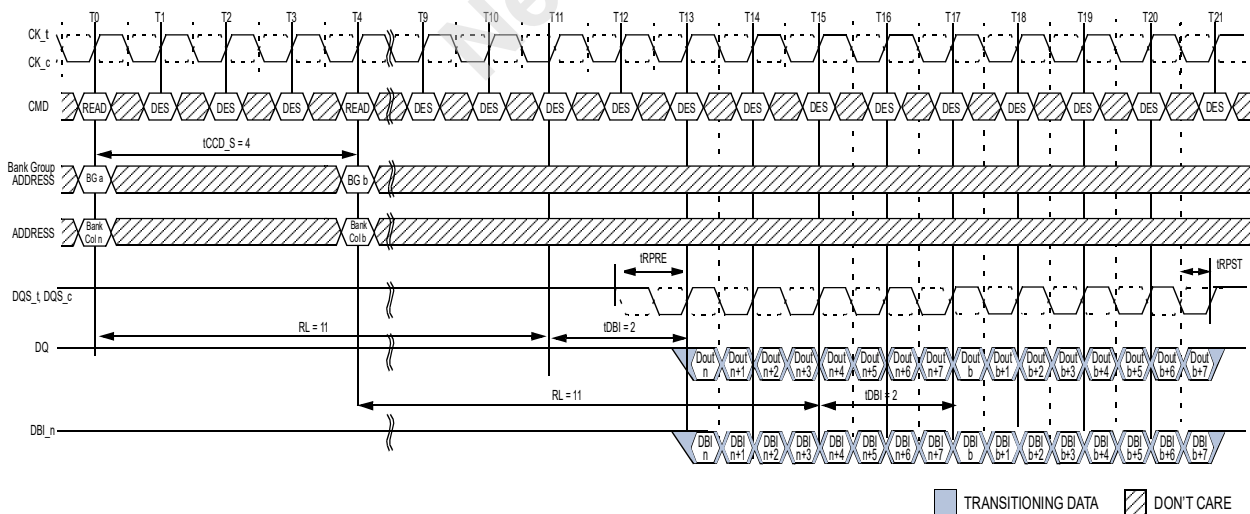 Ne
T0 T1 T2 T3 T4 T9 T10 T11 T12 T13 T14 T15 T16 T17 T18 T19 T20 T21
CK_t
CK_c
CMD READ DES DES DES READ DES DES DES DES DES DES DES DES DES DES DES DES DES
tCCD_S = 4
Bank Group
ADDRESS
BG a BG b
ADDRESS
Bank
Col n
Bank
Col b
tRPRE tRPST
DQS_t, DQS_c
RL = 11 tDBI = 2
DQ
Dout
n
Dout
n+1
Dout
n+2
Dout
n+3
Dout
n+4
Dout
n+5
Dout
n+6
Dout
n+7
Dout
b
Dout
b+1
Dout
b+2
Dout
b+3
Dout
b+4
Dout
b+5
Dout
b+6
Dout
b+7
RL = 11 tDBI = 2
DBI_n
DBI
n
DBI
n+1
DBI
n+2
DBI
n+3
DBI
n+4
DBI
n+5
DBI
n+6
DBI
n+7
DBI
b
DBI
b+1
DBI
b+2
DBI
b+3
DBI
b+4
DBI
b+5
DBI
b+6
DBI
b+7
TRANSITIONING DATA DON'T CARE